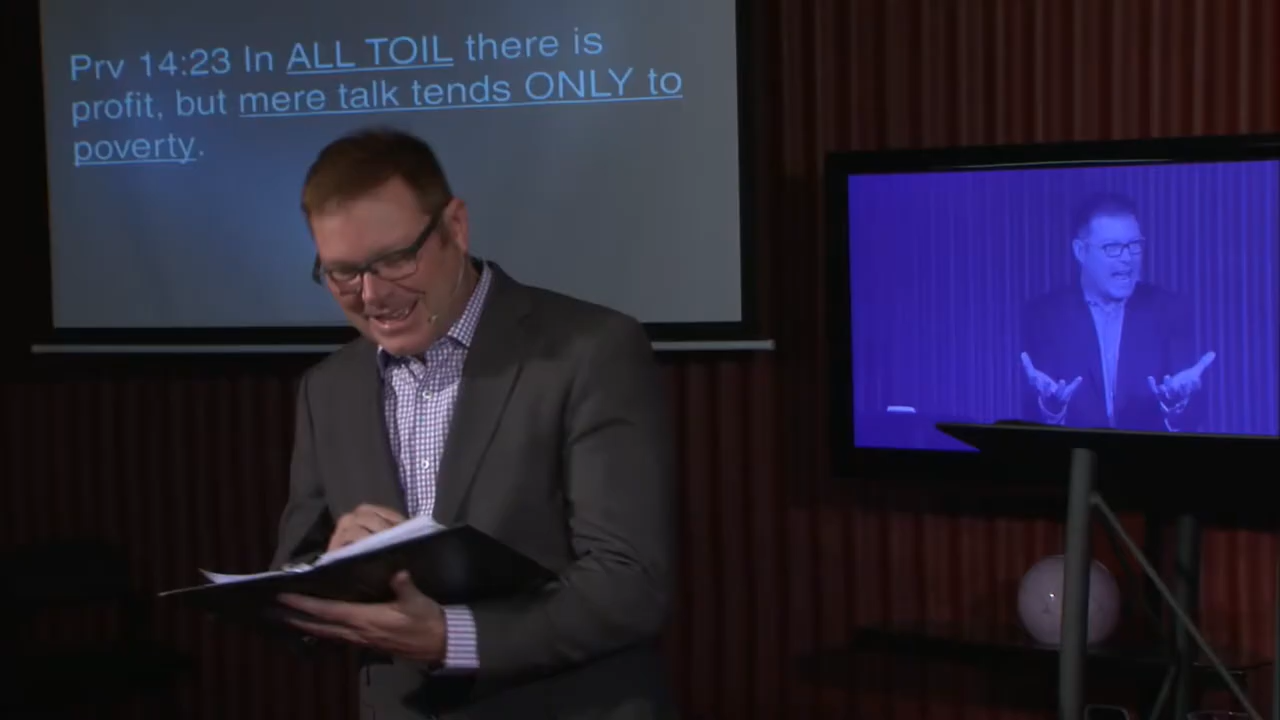 Prv 14:23 In ALL TOIL there is
profit, but mere talk tends ONLY to
poverty.